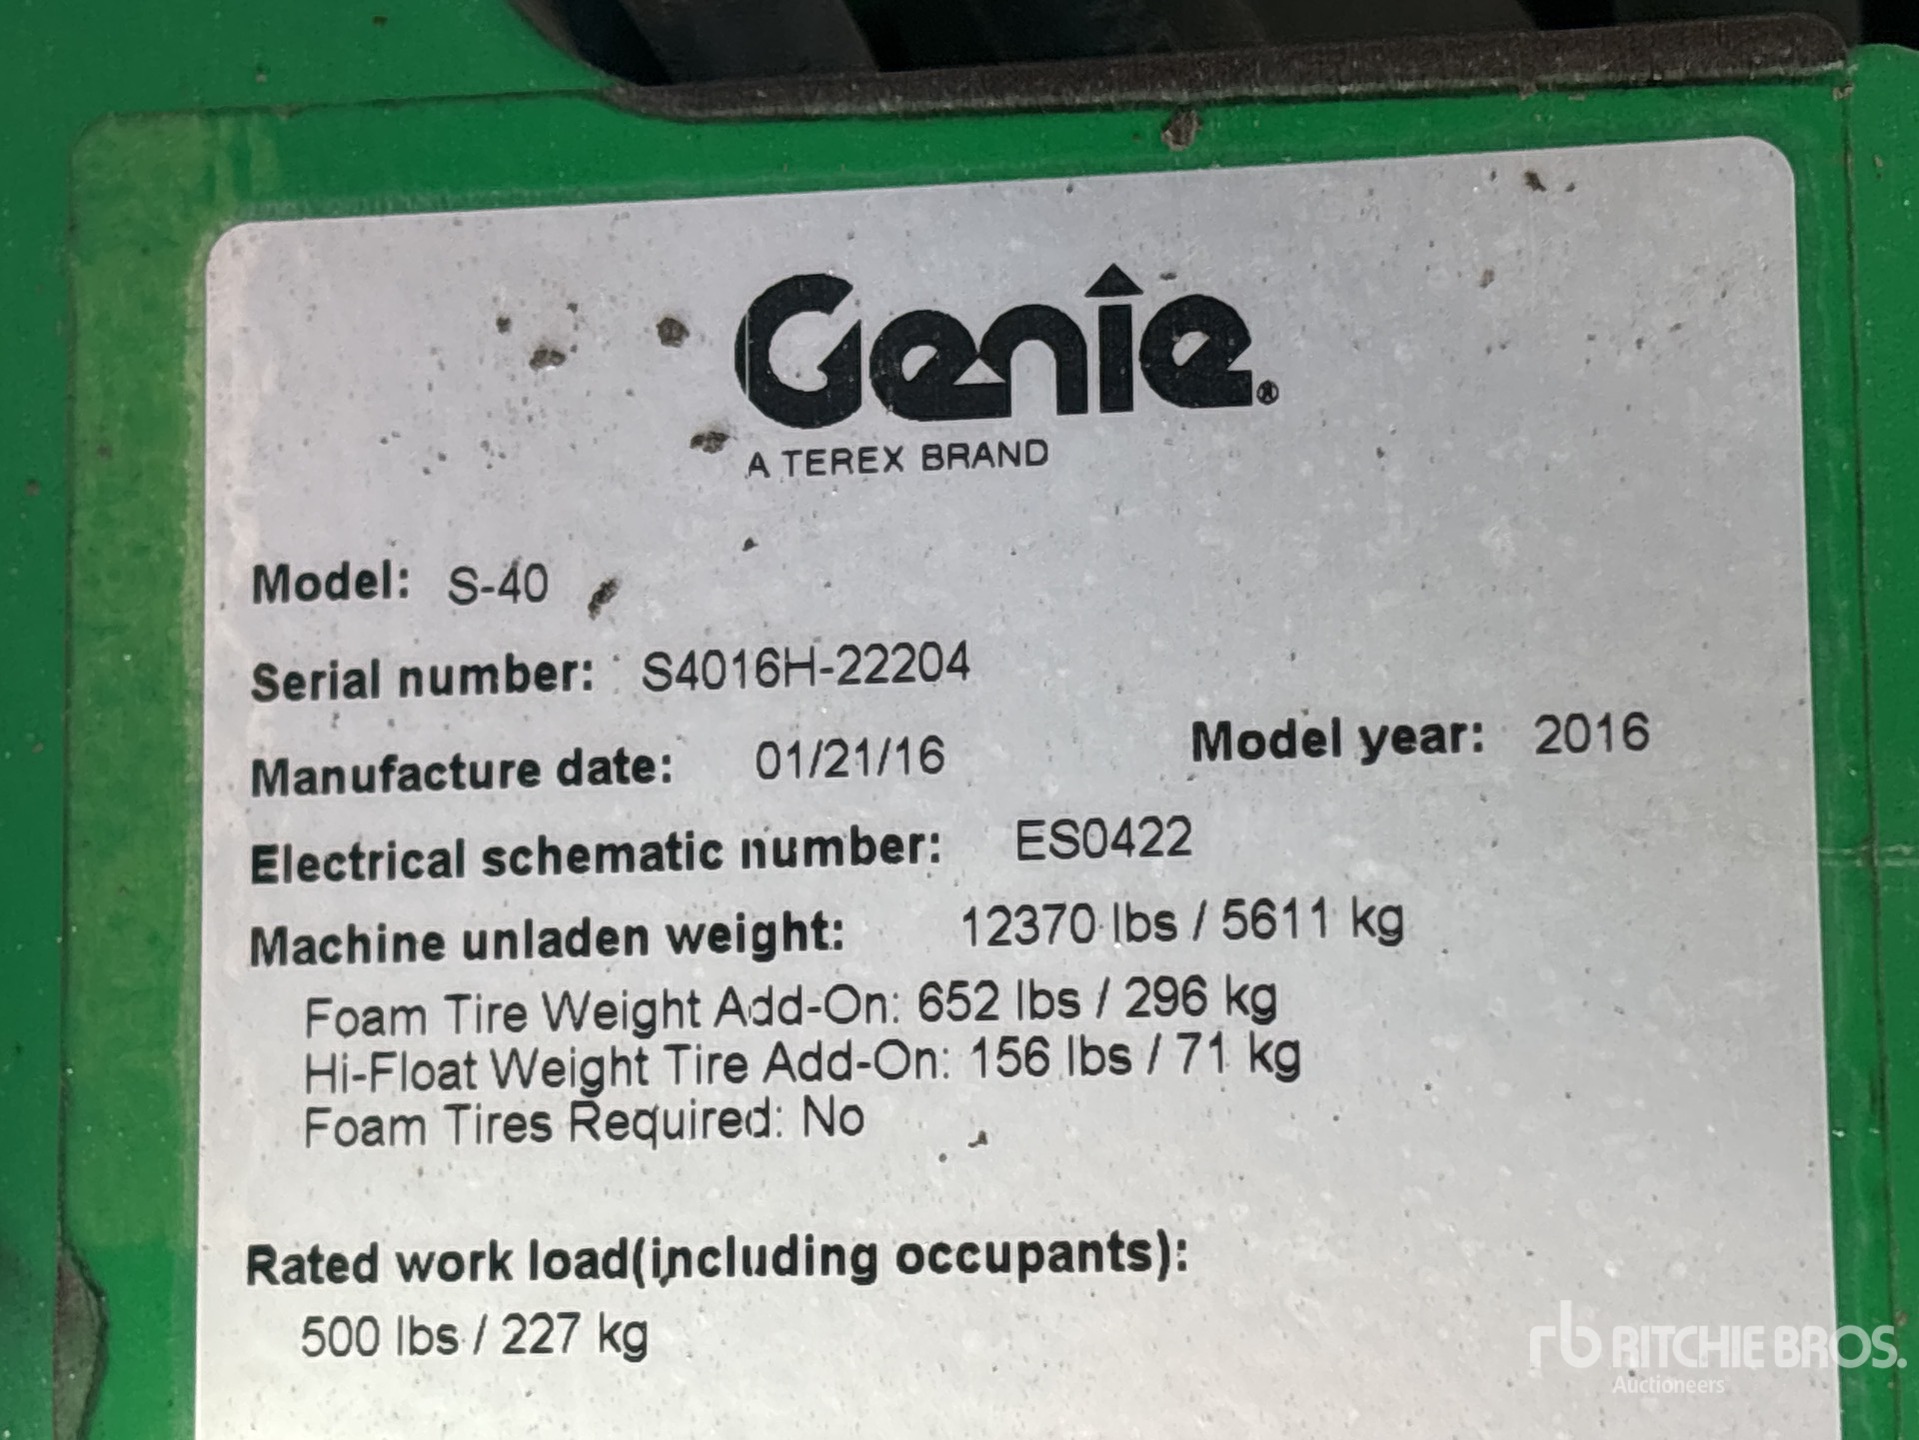 Genie®
A TEREX BRAND
Model: S-40
Serial number: S4016H-22204
Manufacture date: 01/21/16 Model year: 2016
Electrical schematic number: ES0422
Machine unladen weight: 12370 lbs / 5611 kg
Foam Tire Weight Add-On: 652 lbs / 296 kg
Hi-Float Weight Tire Add-On: 156 lbs / 71 kg
Foam Tires Required: No
Rated work load(including occupants):
500 lbs / 227 kg
rb RITCHIE BROS.
Auctioneers